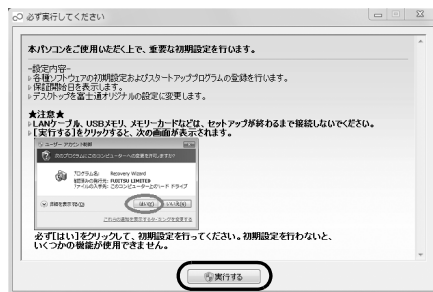 必ず実行してください
本パソコンをご使用いただく上で、重要な初期設定を行います。
-設定内容-
▷各種ソフトウェアの初期設定およびスタートアッププログラムの登録を行います。
▷保証開始日を表示します。
▷デスクトップを富士通オリジナルの設定に変更します。
★注意★
▷LANケーブル、USBメモリ、メモリーカードなどは、セットアップが終わるまで接続しないでください。
▷【実行する】をクリックすると、次の画面が表示されます。
ユーザー アカウント制御
次のプログラムにこのコンピューターへの変更を許可しますか?
プログラム名: Recovery Wizard
確認済みの発行元: FUJITSU LIMITED
ファイルの入手先: このコンピューター上のハード ドライブ
詳細を表示する(D)
はい(Y)
いいえ(N)
これらの通知を表示するタイミングを変更する
必ず【はい】をクリックして、初期設定を行ってください。初期設定を行わないと、
いくつかの機能が使用できません。
実行する